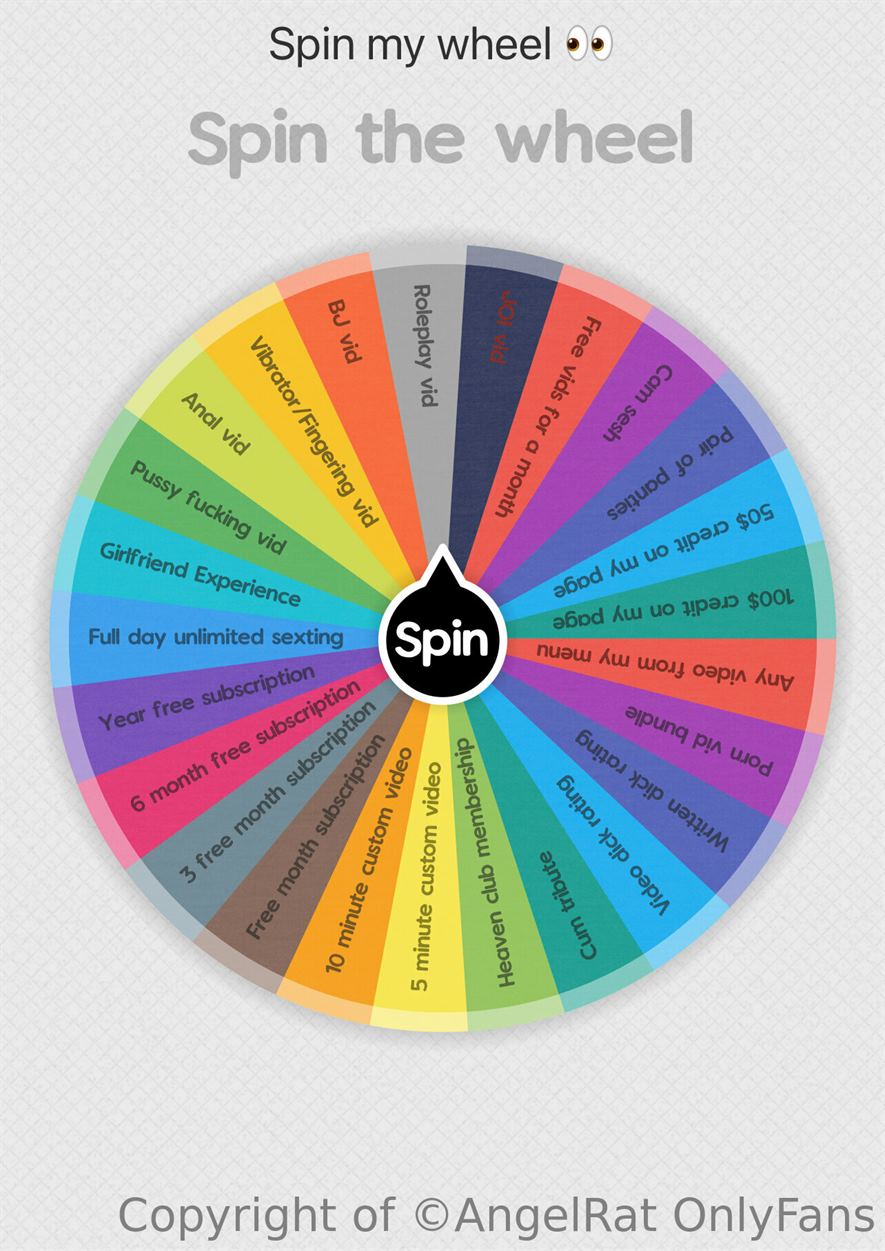 Spin my wheel 👀
Spin the wheel
Roleplay vid
JOI vid
Free vids for a month
Cam sesh
Pair of panties
50$ credit on my page
100$ credit on my page
Any video from my menu
Porn vid bundle
Written dick rating
Video dick rating
Cum tribute
Heaven club membership
5 minute custom video
10 minute custom video
Free month subscription
3 free month subscription
6 month free subscription
Year free subscription
Full day unlimited sexting
Girlfriend Experience
Pussy fucking vid
Anal vid
Vibrator/Fingering vid
BJ vid
Spin
Copyright of ©AngelRat OnlyFans